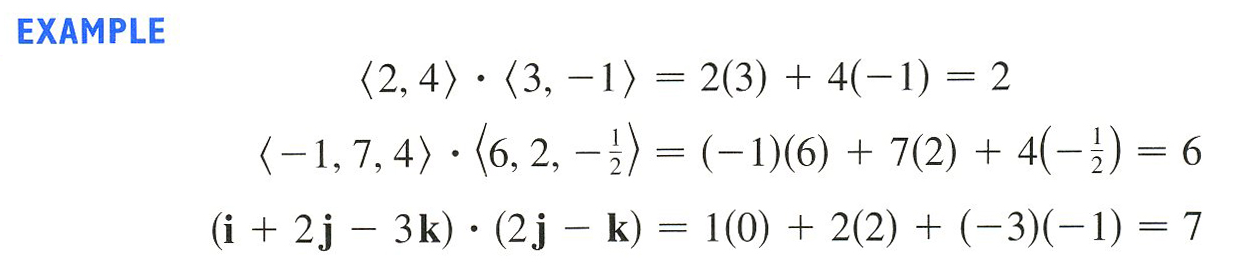 EXAMPLE
⟨2, 4⟩ · ⟨3, −1⟩ = 2(3) + 4(−1) = 2
⟨−1, 7, 4⟩ · ⟨6, 2, −½⟩ = (−1)(6) + 7(2) + 4(−½) = 6
(i + 2j − 3k) · (2j − k) = 1(0) + 2(2) + (−3)(−1) = 7